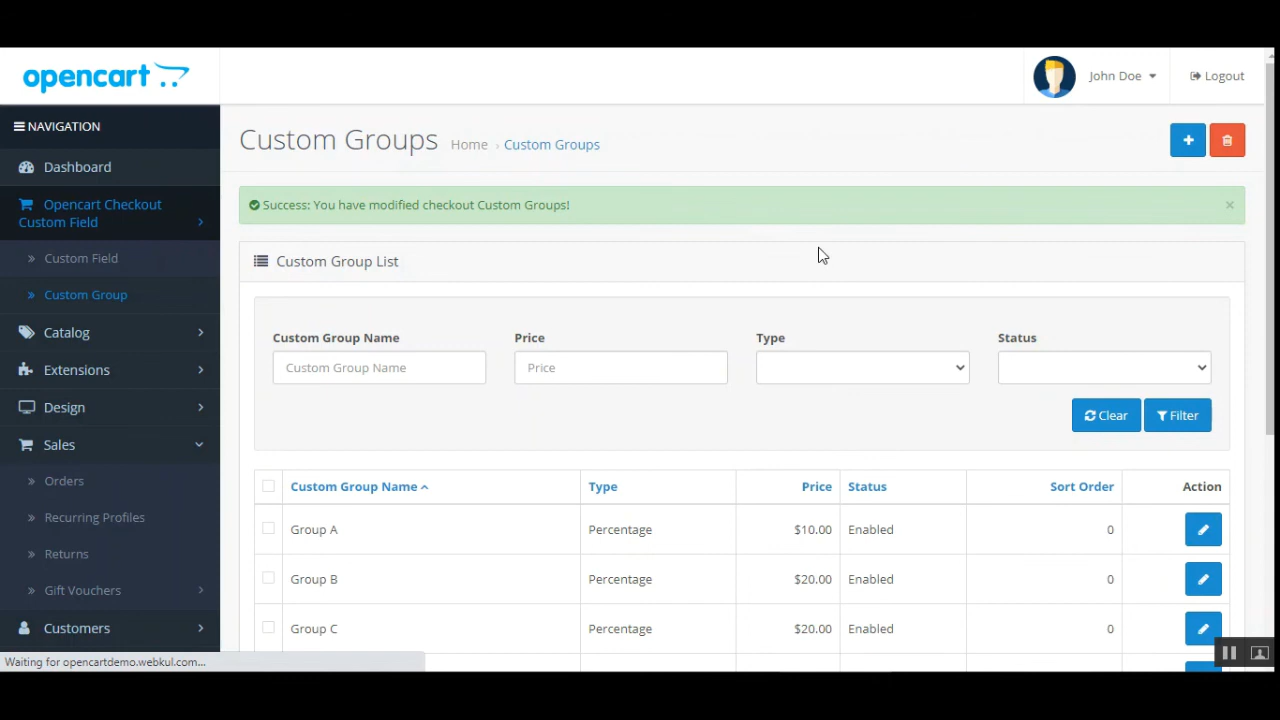 opencart
John Doe
Logout
NAVIGATION
Custom Groups
Home › Custom Groups
Dashboard
Opencart Checkout
Custom Field
Success: You have modified checkout Custom Groups!
×
» Custom Field
Custom Group List
» Custom Group
Catalog
Custom Group Name Price Type Status
Extensions
Custom Group Name Price
Design
Clear Filter
Sales
» Orders
Custom Group Name Type Price Status Sort Order Action
» Recurring Profiles
Group A Percentage $10.00 Enabled 0
» Returns
Group B Percentage $20.00 Enabled 0
» Gift Vouchers
Customers
Group C Percentage $20.00 Enabled 0
Waiting for opencartdemo.webkul.com...